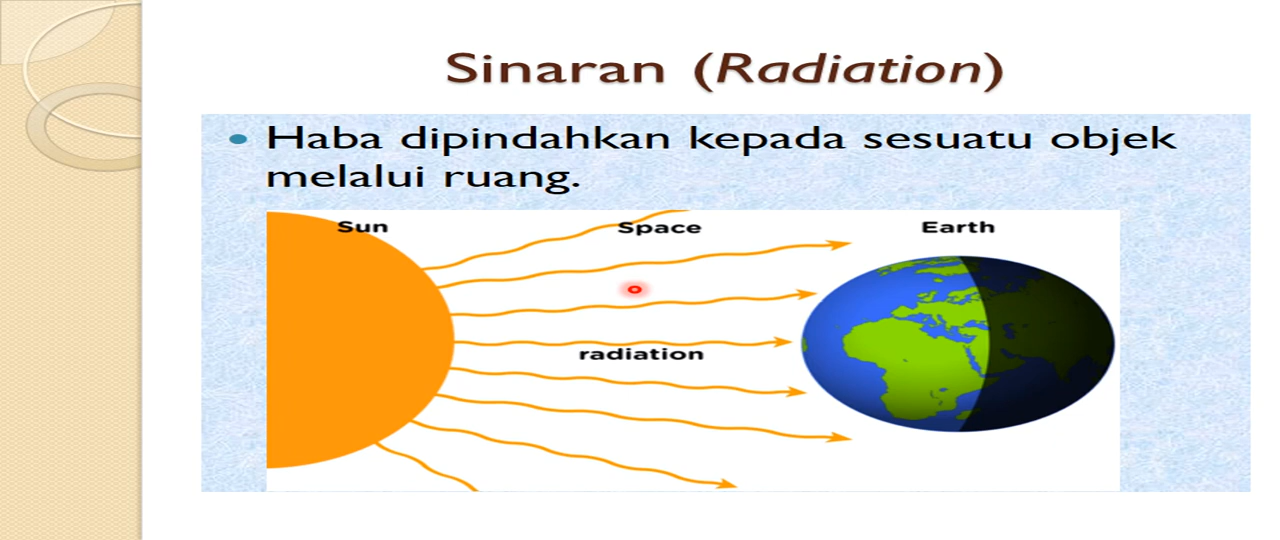 Sinaran (Radiation)
Haba dipindahkan kepada sesuatu objek
melalui ruang.
Sun
Space
Earth
radiation